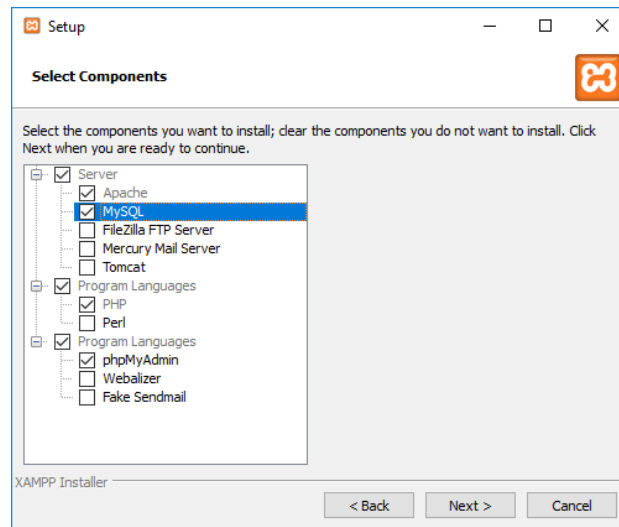 Setup
Select Components
Select the components you want to install; clear the components you do not want to install. Click
Next when you are ready to continue.
Server
Apache
MySQL
FileZilla FTP Server
Mercury Mail Server
Tomcat
Program Languages
PHP
Perl
Program Languages
phpMyAdmin
Webalizer
Fake Sendmail
XAMPP Installer
< Back Next > Cancel